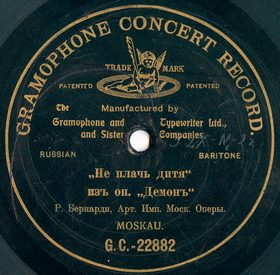 GRAMOPHONE CONCERT RECORD.
TRADE MARK
PATENTED PATENTED
The Manufactured by
Gramophone and Typewriter Ltd.,
and Sister Companies.
RUSSIAN BARITONE
„Не плачь дитя“
изъ оп. „Демонъ“
Р. Бернарди, Арт. Имп. Моск. Оперы.
MOSKAU.
G.C.-22882